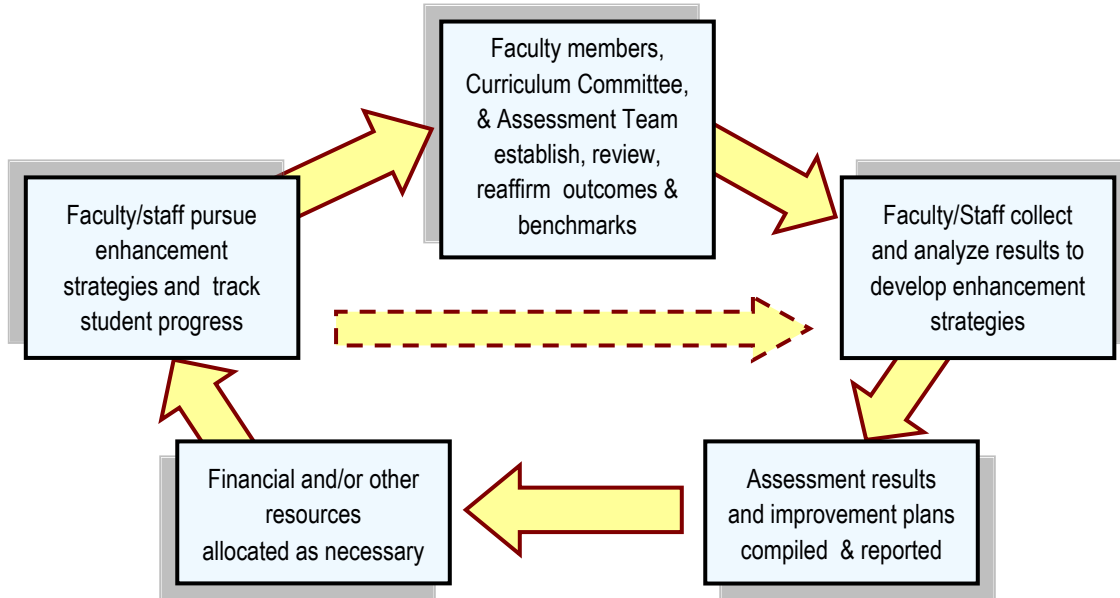 Faculty members,
Curriculum Committee,
& Assessment Team
establish, review,
reaffirm outcomes &
benchmarks
Faculty/Staff collect
and analyze results to
develop enhancement
strategies
Assessment results
and improvement plans
compiled & reported
Financial and/or other
resources
allocated as necessary
Faculty/staff pursue
enhancement
strategies and track
student progress